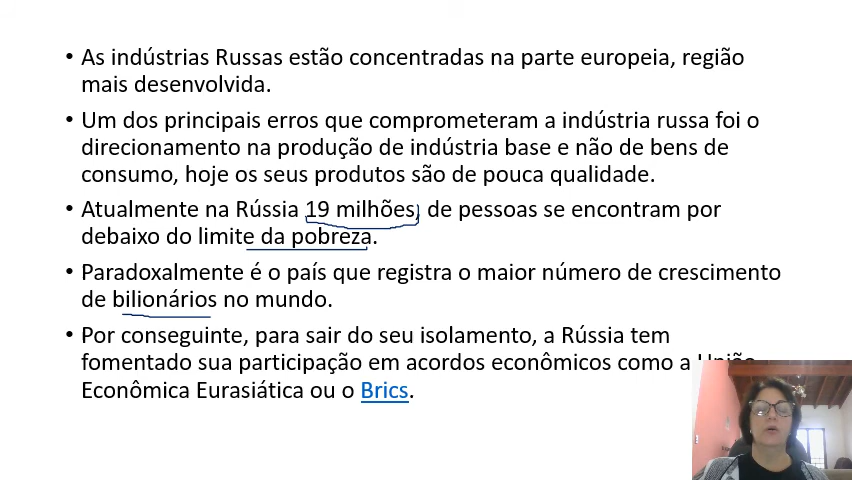 • As indústrias Russas estão concentradas na parte europeia, região
mais desenvolvida.
• Um dos principais erros que comprometeram a indústria russa foi o
direcionamento na produção de indústria base e não de bens de
consumo, hoje os seus produtos são de pouca qualidade.
• Atualmente na Rússia 19 milhões, de pessoas se encontram por
debaixo do limite da pobreza.
• Paradoxalmente é o país que registra o maior número de crescimento
de bilionários no mundo.
• Por conseguinte, para sair do seu isolamento, a Rússia tem
fomentado sua participação em acordos econômicos como a União
Econômica Eurasiática ou o Brics.